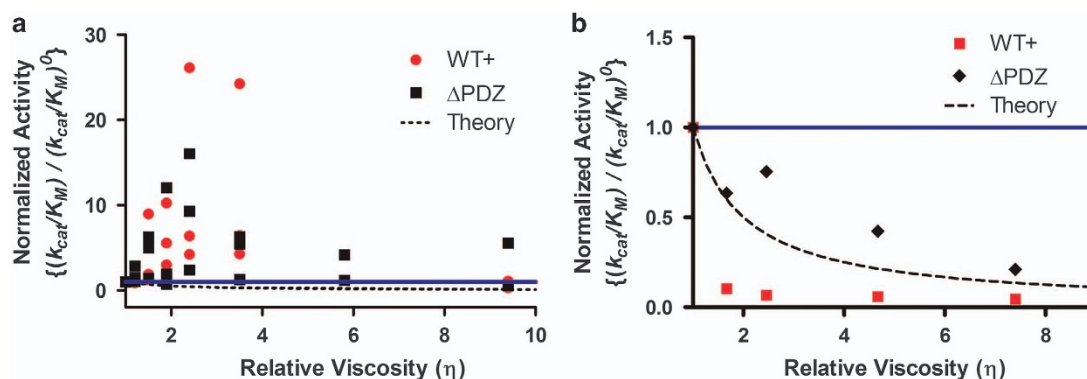 a
Normalized Activity
{(kcat/KM) / (kcat/KM)⁰}
30
20
10
0
WT+
ΔPDZ
Theory
2
4
6
8
10
Relative Viscosity (η)
b
Normalized Activity
{(kcat/KM) / (kcat/KM)⁰}
1.5
1.0
0.5
0.0
WT+
ΔPDZ
Theory
2
4
6
8
Relative Viscosity (η)